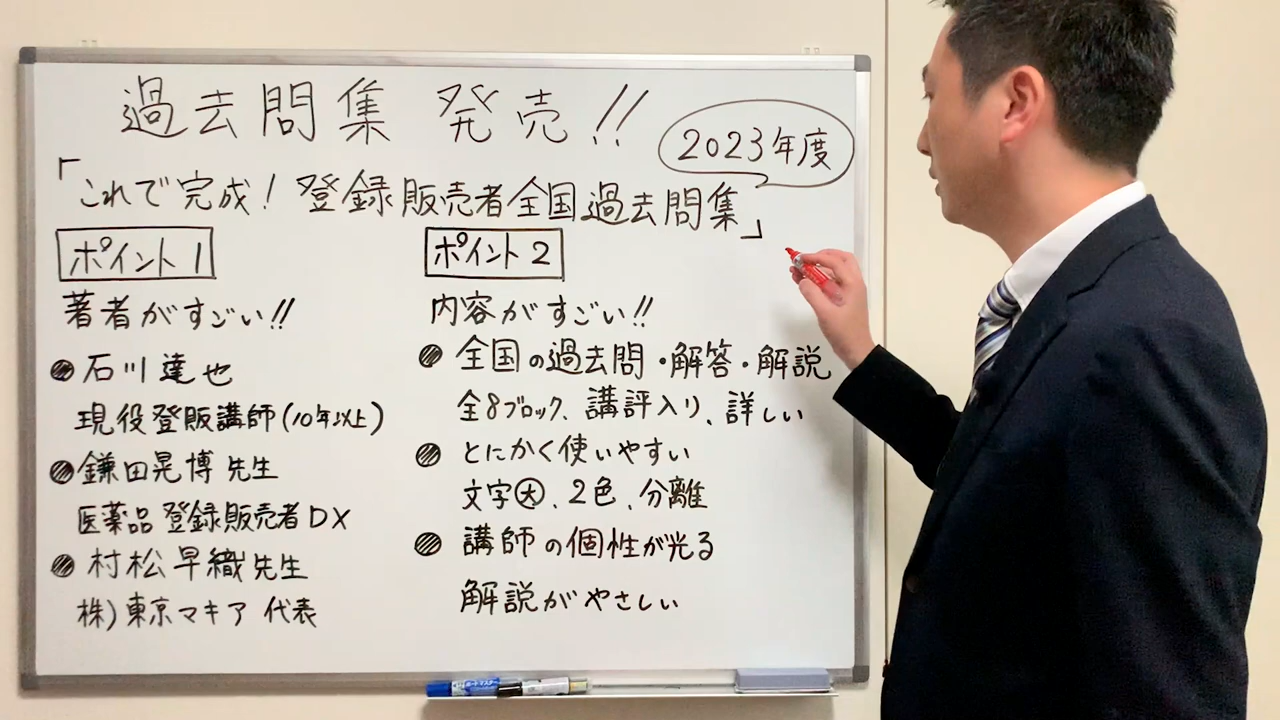 過去問集 発売!!
2023年度
「これで完成!登録販売者全国過去問集」
ポイント1
著者がすごい!!
石川達也
現役登販講師(10年以上)
鎌田晃博先生
医薬品登録販売者DX
村松早織先生
株)東京マキア 代表
ポイント2
内容がすごい!!
全国の過去問・解答・解説
全8ブロック、講評入り、詳しい
とにかく使いやすい
文字大、2色、分離
講師の個性が光る
解説がやさしい